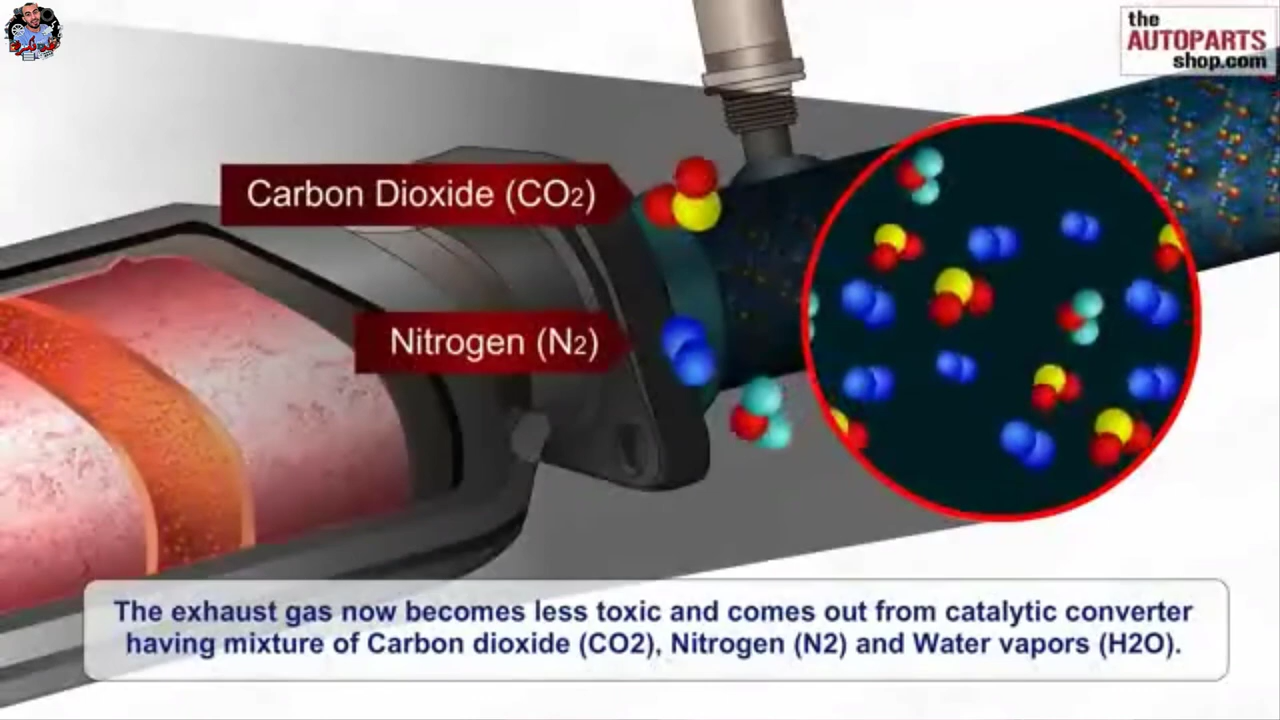 the
AUTOPARTS
shop.com
Carbon Dioxide (CO2)
Nitrogen (N2)
The exhaust gas now becomes less toxic and comes out from catalytic converter
having mixture of Carbon dioxide (CO2), Nitrogen (N2) and Water vapors (H2O).